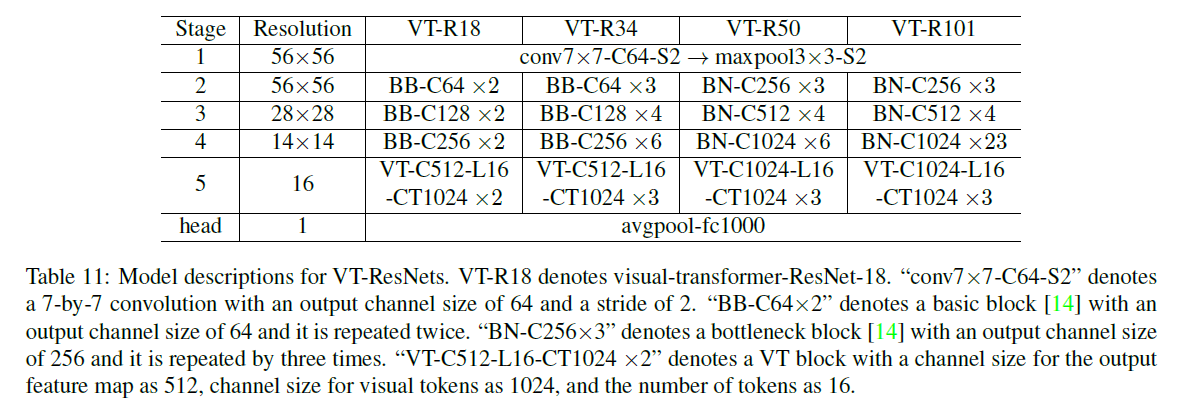 Stage Resolution VT-R18 VT-R34 VT-R50 VT-R101
1 56×56 conv7×7-C64-S2 → maxpool3×3-S2
2 56×56 BB-C64 ×2 BB-C64 ×3 BN-C256 ×3 BN-C256 ×3
3 28×28 BB-C128 ×2 BB-C128 ×4 BN-C512 ×4 BN-C512 ×4
4 14×14 BB-C256 ×2 BB-C256 ×6 BN-C1024 ×6 BN-C1024 ×23
5 16 VT-C512-L16 VT-C512-L16 VT-C1024-L16 VT-C1024-L16
-CT1024 ×2 -CT1024 ×3 -CT1024 ×3 -CT1024 ×3
head 1 avgpool-fc1000
Table 11: Model descriptions for VT-ResNets. VT-R18 denotes visual-transformer-ResNet-18. “conv7×7-C64-S2” denotes
a 7-by-7 convolution with an output channel size of 64 and a stride of 2. “BB-C64×2” denotes a basic block [14] with an
output channel size of 64 and it is repeated twice. “BN-C256×3” denotes a bottleneck block [14] with an output channel size
of 256 and it is repeated by three times. “VT-C512-L16-CT1024 ×2” denotes a VT block with a channel size for the output
feature map as 512, channel size for visual tokens as 1024, and the number of tokens as 16.